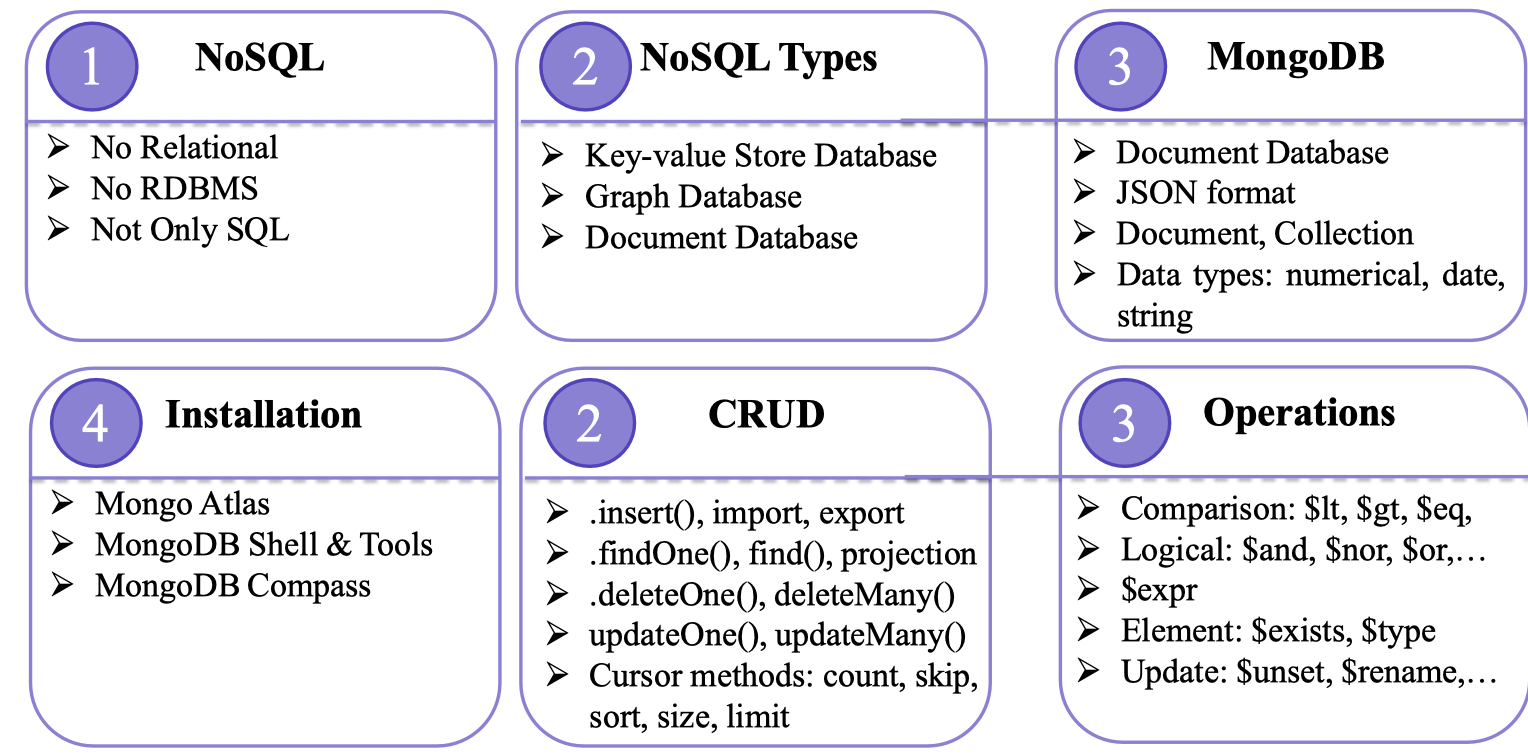 1 NoSQL
➢ No Relational
➢ No RDBMS
➢ Not Only SQL
2 NoSQL Types
➢ Key-value Store Database
➢ Graph Database
➢ Document Database
3 MongoDB
➢ Document Database
➢ JSON format
➢ Document, Collection
➢ Data types: numerical, date,
string
4 Installation
➢ Mongo Atlas
➢ MongoDB Shell & Tools
➢ MongoDB Compass
2 CRUD
➢ .insert(), import, export
➢ .findOne(), find(), projection
➢ .deleteOne(), deleteMany()
➢ updateOne(), updateMany()
➢ Cursor methods: count, skip,
sort, size, limit
3 Operations
➢ Comparison: $lt, $gt, $eq,
➢ Logical: $and, $nor, $or,…
➢ $expr
➢ Element: $exists, $type
➢ Update: $unset, $rename,…